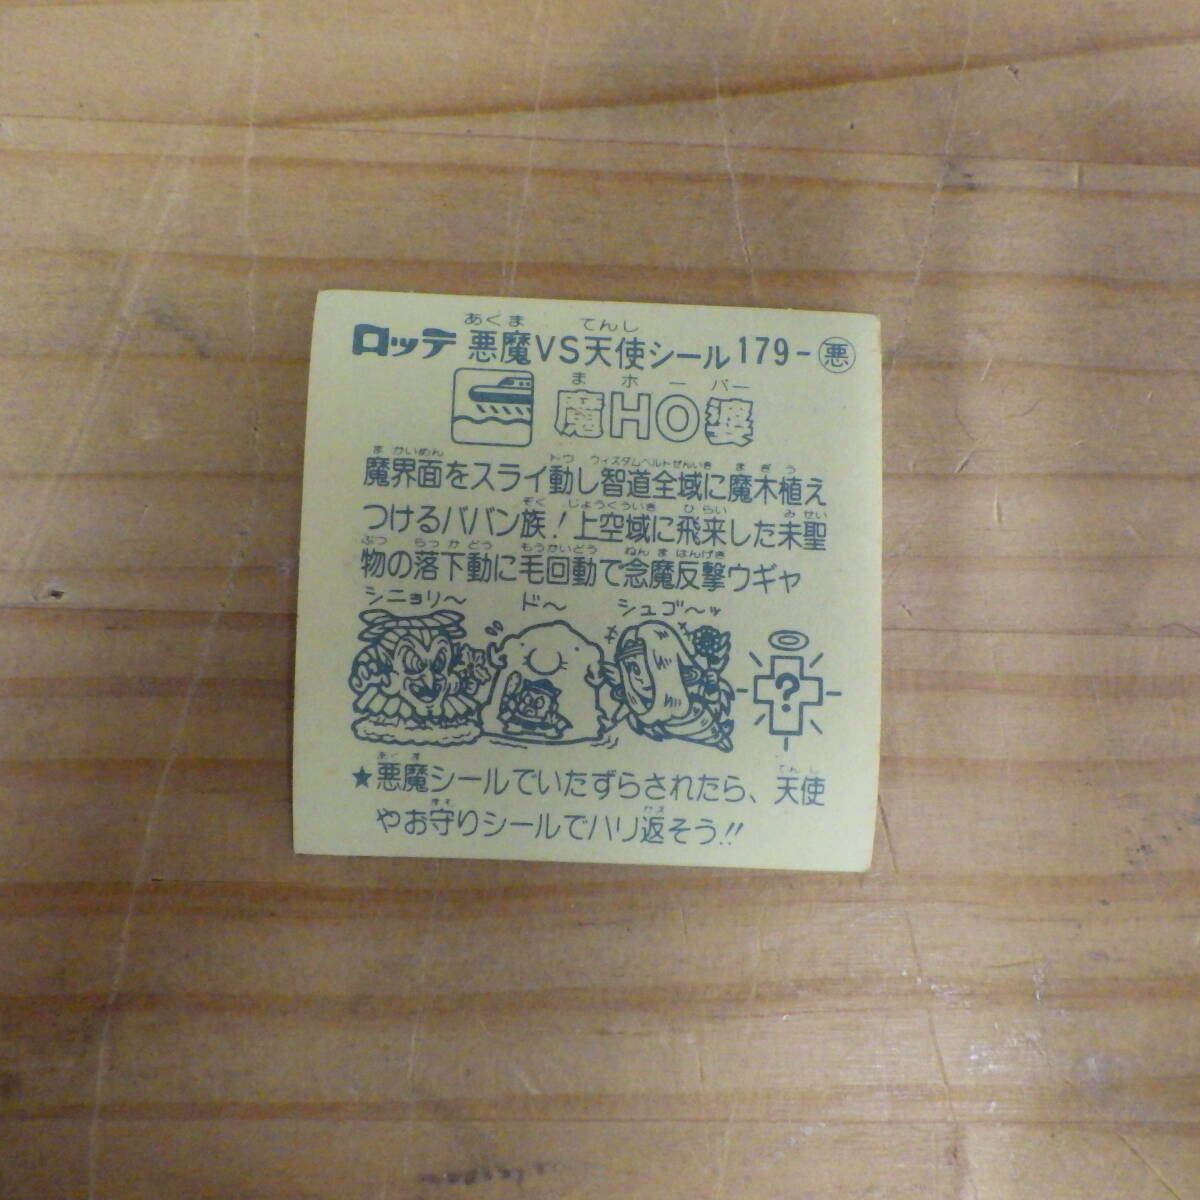 あくま てんし
ロッテ 悪魔VS天使シール 179-悪
ま ホ ー バー
魔HO婆
ま かいめん ドウ ウィズダムベルトぜんいき ま ぎ う
魔界面をスライ動し智道全域に魔木植え
ぞく じょうくういき ひ らい み せい
つけるババン族!上空域に飛来した未聖
ぶつ らっ か どう もうかいどう ねん ま はんげき
物の落下動に毛回動で念魔反撃ウギャ
シニョリ〜 ド〜 シュゴ〜ッ
?
あく ま てん し
★悪魔シールでいたずらされたら、天使
まも かえ
やお守りシールでハリ返そう!!